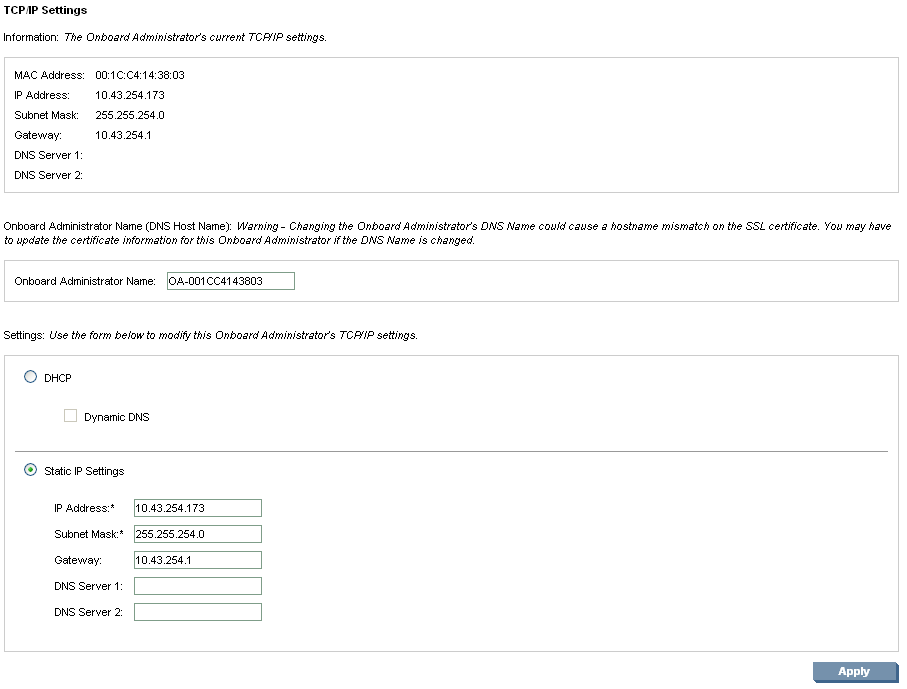 TCP/IP Settings
Information: The Onboard Administrator's current TCP/IP settings.
MAC Address: 00:1C:C4:14:38:03
IP Address: 10.43.254.173
Subnet Mask: 255.255.254.0
Gateway: 10.43.254.1
DNS Server 1:
DNS Server 2:
Onboard Administrator Name (DNS Host Name): Warning - Changing the Onboard Administrator's DNS Name could cause a hostname mismatch on the SSL certificate. You may have
to update the certificate information for this Onboard Administrator if the DNS Name is changed.
Onboard Administrator Name: OA-001CC4143803
Settings: Use the form below to modify this Onboard Administrator's TCP/IP settings.
DHCP
Dynamic DNS
Static IP Settings
IP Address:* 10.43.254.173
Subnet Mask:* 255.255.254.0
Gateway: 10.43.254.1
DNS Server 1:
DNS Server 2:
Apply